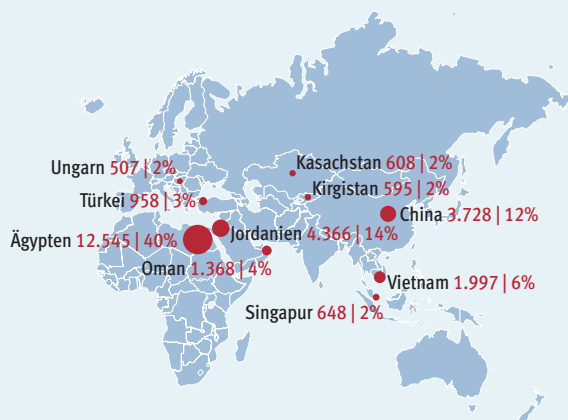 Kasachstan 608 | 2%
Ungarn 507 | 2%
Kirgistan 595 | 2%
Türkei 958 | 3%
China 3.728 | 12%
Jordanien 4.366 | 14%
Ägypten 12.545 | 40%
Oman 1.368 | 4%
Vietnam 1.997 | 6%
Singapur 648 | 2%